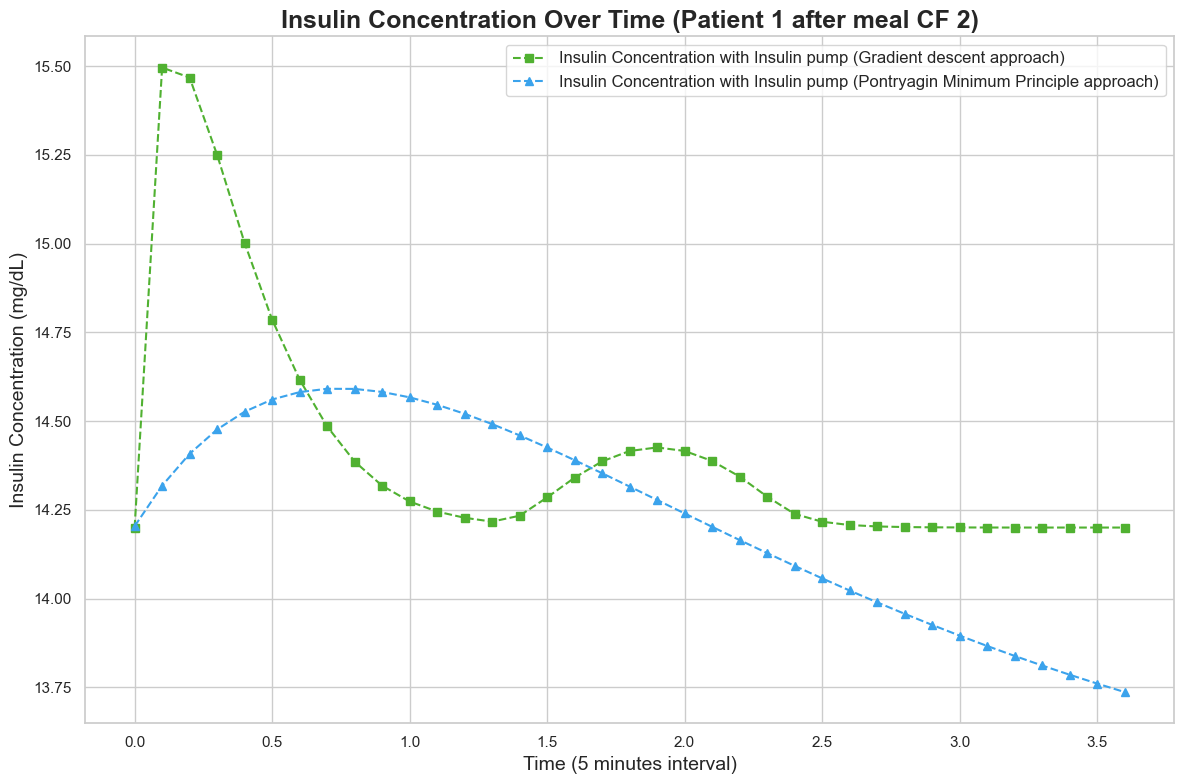 Insulin Concentration Over Time (Patient 1 after meal CF 2)
Insulin Concentration with Insulin pump (Gradient descent approach)
Insulin Concentration with Insulin pump (Pontryagin Minimum Principle approach)
Insulin Concentration (mg/dL)
15.50
15.25
15.00
14.75
14.50
14.25
14.00
13.75
0.0 0.5 1.0 1.5 2.0 2.5 3.0 3.5
Time (5 minutes interval)